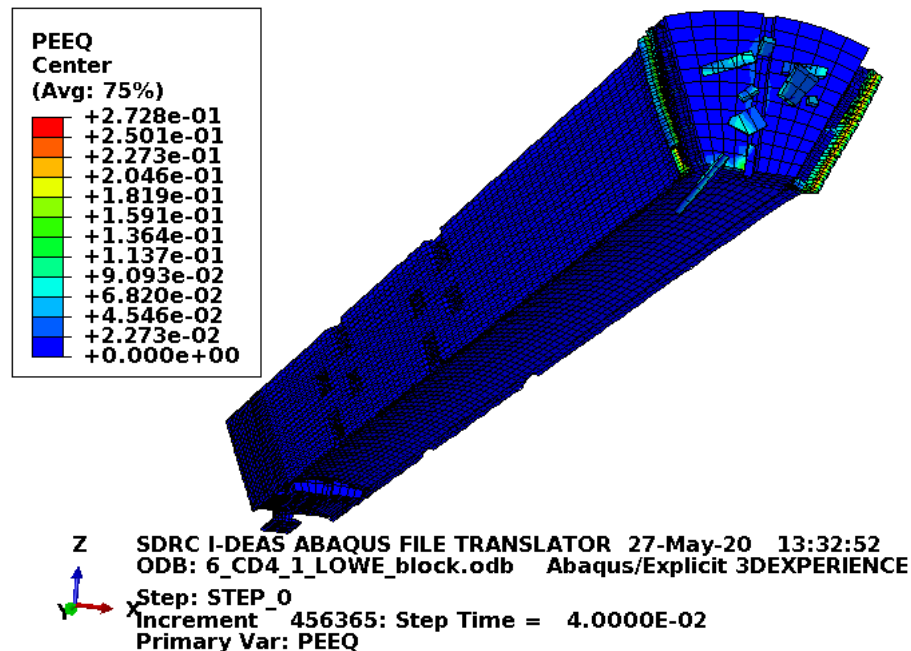 PEEQ
Center
(Avg: 75%)
+2.728e-01
+2.501e-01
+2.273e-01
+2.046e-01
+1.819e-01
+1.591e-01
+1.364e-01
+1.137e-01
+9.093e-02
+6.820e-02
+4.546e-02
+2.273e-02
+0.000e+00
Z
Y
X
SDRC I-DEAS ABAQUS FILE TRANSLATOR 27-May-20 13:32:52
ODB: 6_CD4_1_LOWE_block.odb Abaqus/Explicit 3DEXPERIENCE
Step: STEP_0
Increment 456365: Step Time = 4.0000E-02
Primary Var: PEEQ